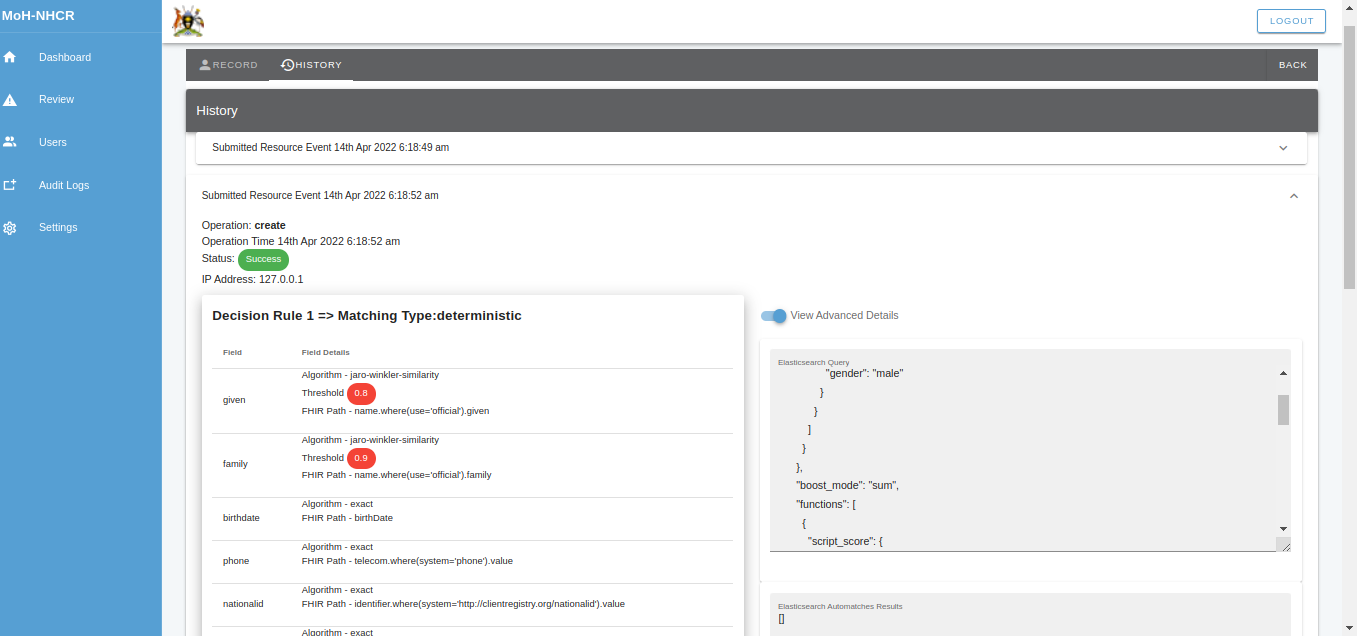 MoH-NHCR
LOGOUT
Dashboard
Review
Users
Audit Logs
Settings
RECORD
HISTORY
BACK
History
Submitted Resource Event 14th Apr 2022 6:18:49 am
Submitted Resource Event 14th Apr 2022 6:18:52 am
Operation: create
Operation Time 14th Apr 2022 6:18:52 am
Status: Success
IP Address: 127.0.0.1
Decision Rule 1 => Matching Type:deterministic
Field Field Details
given
Algorithm - jaro-winkler-similarity
Threshold 0.8
FHIR Path - name.where(use='official').given
family
Algorithm - jaro-winkler-similarity
Threshold 0.9
FHIR Path - name.where(use='official').family
birthdate
Algorithm - exact
FHIR Path - birthDate
phone
Algorithm - exact
FHIR Path - telecom.where(system='phone').value
nationalid
Algorithm - exact
FHIR Path - identifier.where(system='http://clientregistry.org/nationalid').value
Algorithm - exact
View Advanced Details
Elasticsearch Query
"gender": "male"
}
}
]
}
},
"boost_mode": "sum",
"functions": [
{
"script_score": {
Elasticsearch Automatches Results
[]